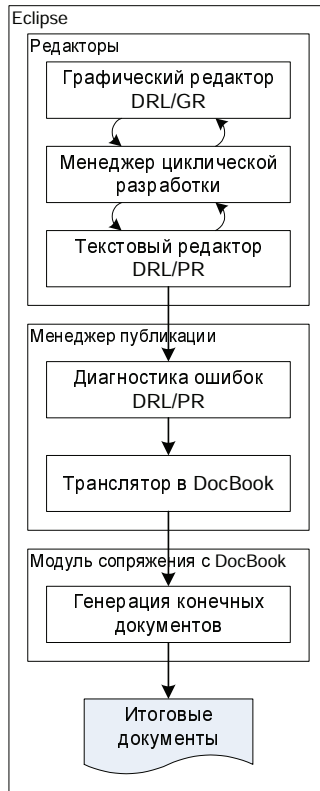 Eclipse
Редакторы
Графический редактор
DRL/GR
Менеджер циклической
разработки
Текстовый редактор
DRL/PR
Менеджер публикации
Диагностика ошибок
DRL/PR
Транслятор в DocBook
Модуль сопряжения с DocBook
Генерация конечных
документов
Итоговые
документы